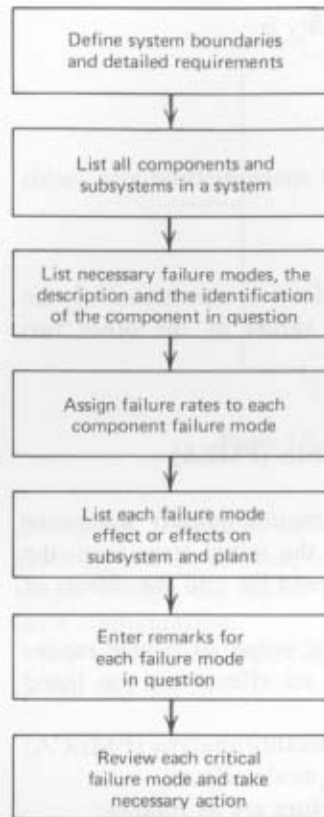 Define system boundaries
and detailed requirements
List all components and
subsystems in a system
List necessary failure modes, the
description and the identification
of the component in question
Assign failure rates to each
component failure mode
List each failure mode
effect or effects on
subsystem and plant
Enter remarks for
each failure mode
in question
Review each critical
failure mode and take
necessary action